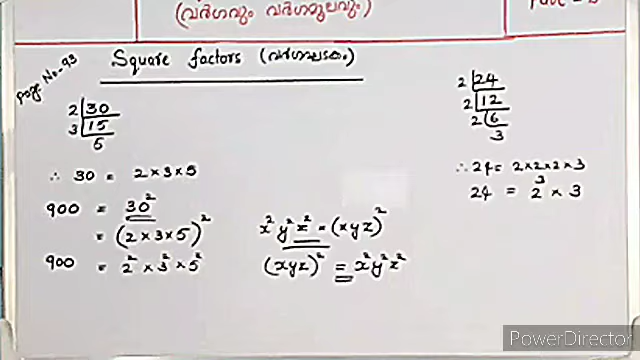 (വർഗവും വർഗമൂലവും)
Page No-93
Square factors (വർഗഘടകം)
2 30
3 15
5
∴ 30 = 2×3×5
900 = 30²
= (2×3×5)²
900 = 2²×3²×5²
x²y²z² = (xyz)²
(xyz)² = x²y²z²
2 24
2 12
2 6
3
∴ 24 = 2×2×2×3
24 = 2³×3
PowerDirector